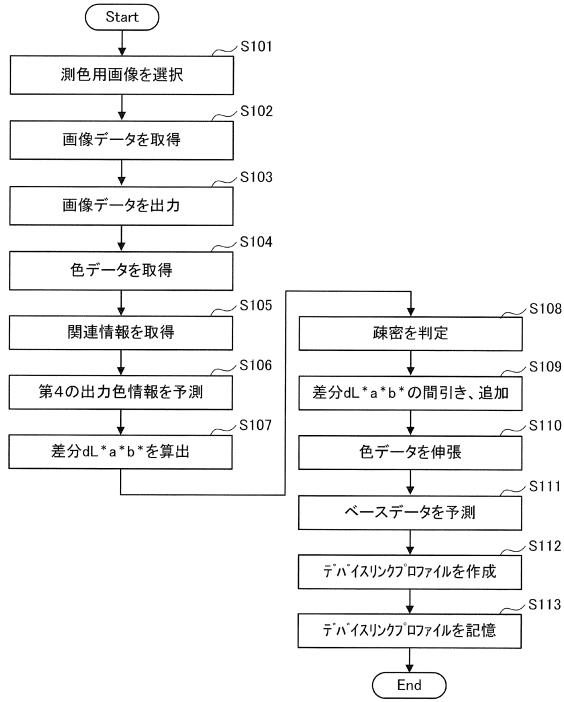 Start
S101
測色用画像を選択
S102
画像データを取得
S103
画像データを出力
S104
色データを取得
S105
関連情報を取得
S106
第4の出力色情報を予測
S107
差分dL*a*b*を算出
S108
疎密を判定
S109
差分dL*a*b*の間引き、追加
S110
色データを伸張
S111
ベースデータを予測
S112
ﾃﾞﾊﾞｲｽﾘﾝｸﾌﾟﾛﾌｧｲﾙを作成
S113
ﾃﾞﾊﾞｲｽﾘﾝｸﾌﾟﾛﾌｧｲﾙを記憶
End